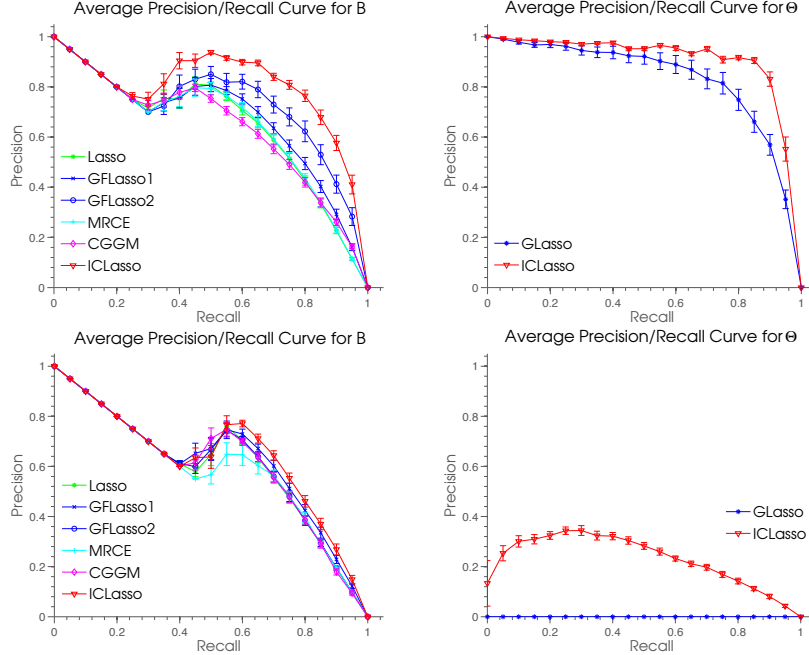 Average Precision/Recall Curve for B
1
0.8
0.6
0.4
0.2
0
Precision
Lasso
GFLasso1
GFLasso2
MRCE
CGGM
ICLasso
0 0.2 0.4 0.6 0.8 1
Recall
Average Precision/Recall Curve for Θ
1
0.8
0.6
0.4
0.2
0
Precision
GLasso
ICLasso
0 0.2 0.4 0.6 0.8 1
Recall
Average Precision/Recall Curve for B
1
0.8
0.6
0.4
0.2
0
Precision
Lasso
GFLasso1
GFLasso2
MRCE
CGGM
ICLasso
0 0.2 0.4 0.6 0.8 1
Recall
Average Precision/Recall Curve for Θ
1
0.8
0.6
0.4
0.2
0
Precision
GLasso
ICLasso
0 0.2 0.4 0.6 0.8 1
Recall